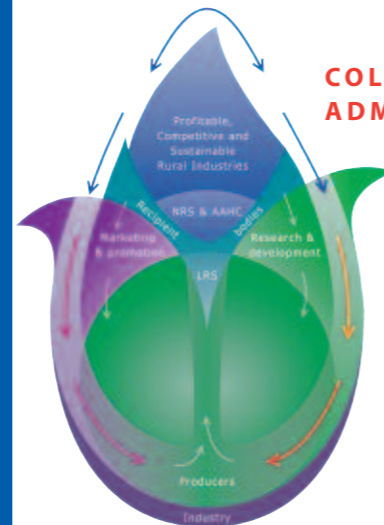 COL
ADM
Profitable,
Competitive and
Sustainable
Rural Industries
NRS & AAHC
Recipient
bodies
Marketing
& promotion
Research &
development
LRS
Producers
Industry